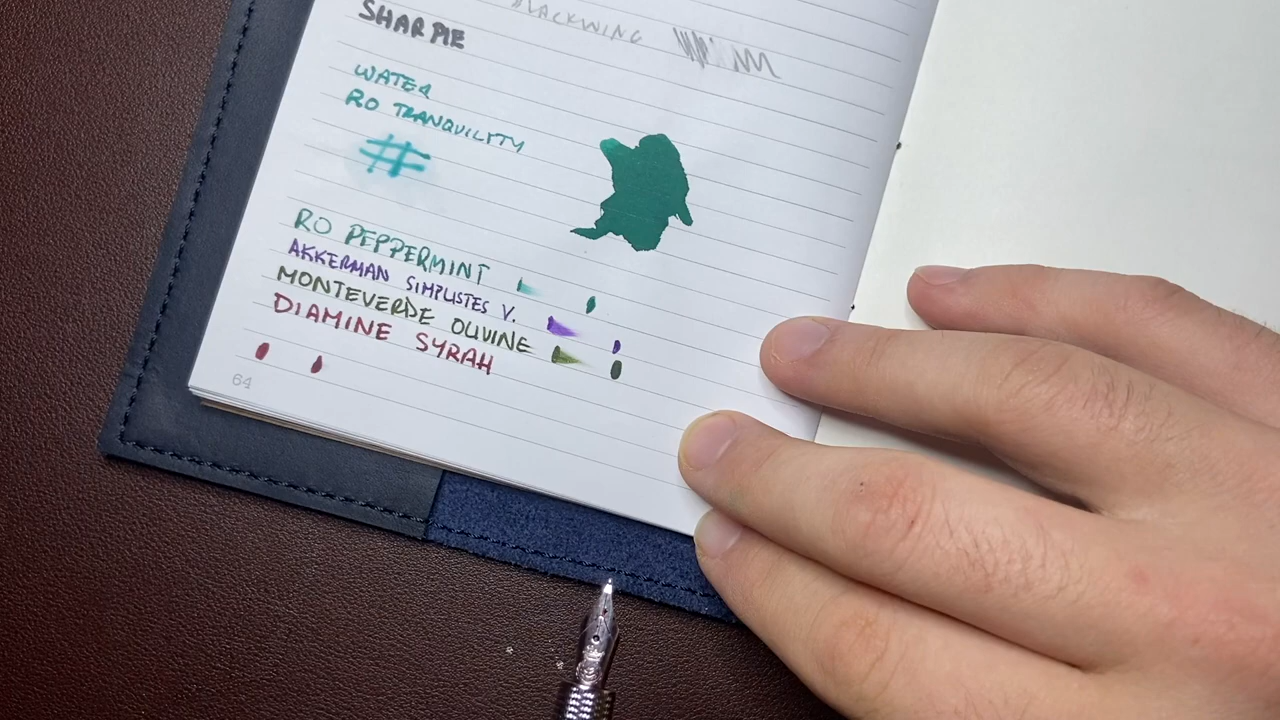 BLACKWING
SHARPIE
WATER
RO TRANQUILITY
RO PEPPERMINT
AKKERMAN SIMPLISTES V.
MONTEVERDE OLIVINE
DIAMINE SYRAH
64